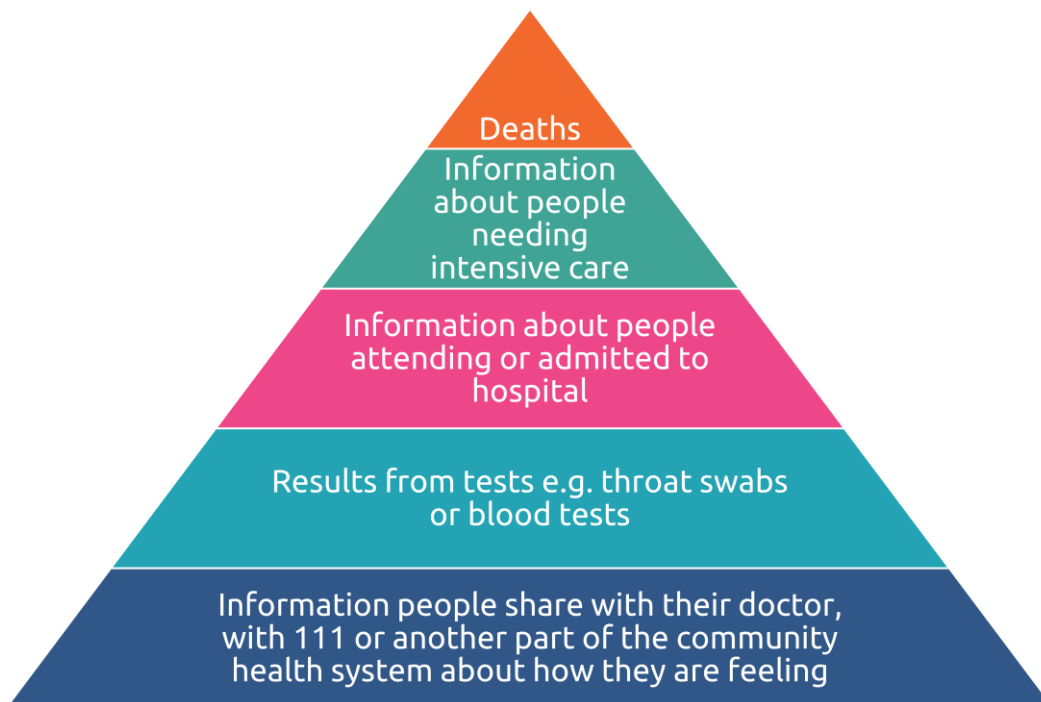 Deaths
Information
about people
needing
intensive care
Information about people
attending or admitted to
hospital
Results from tests e.g. throat swabs
or blood tests
Information people share with their doctor,
with 111 or another part of the community
health system about how they are feeling